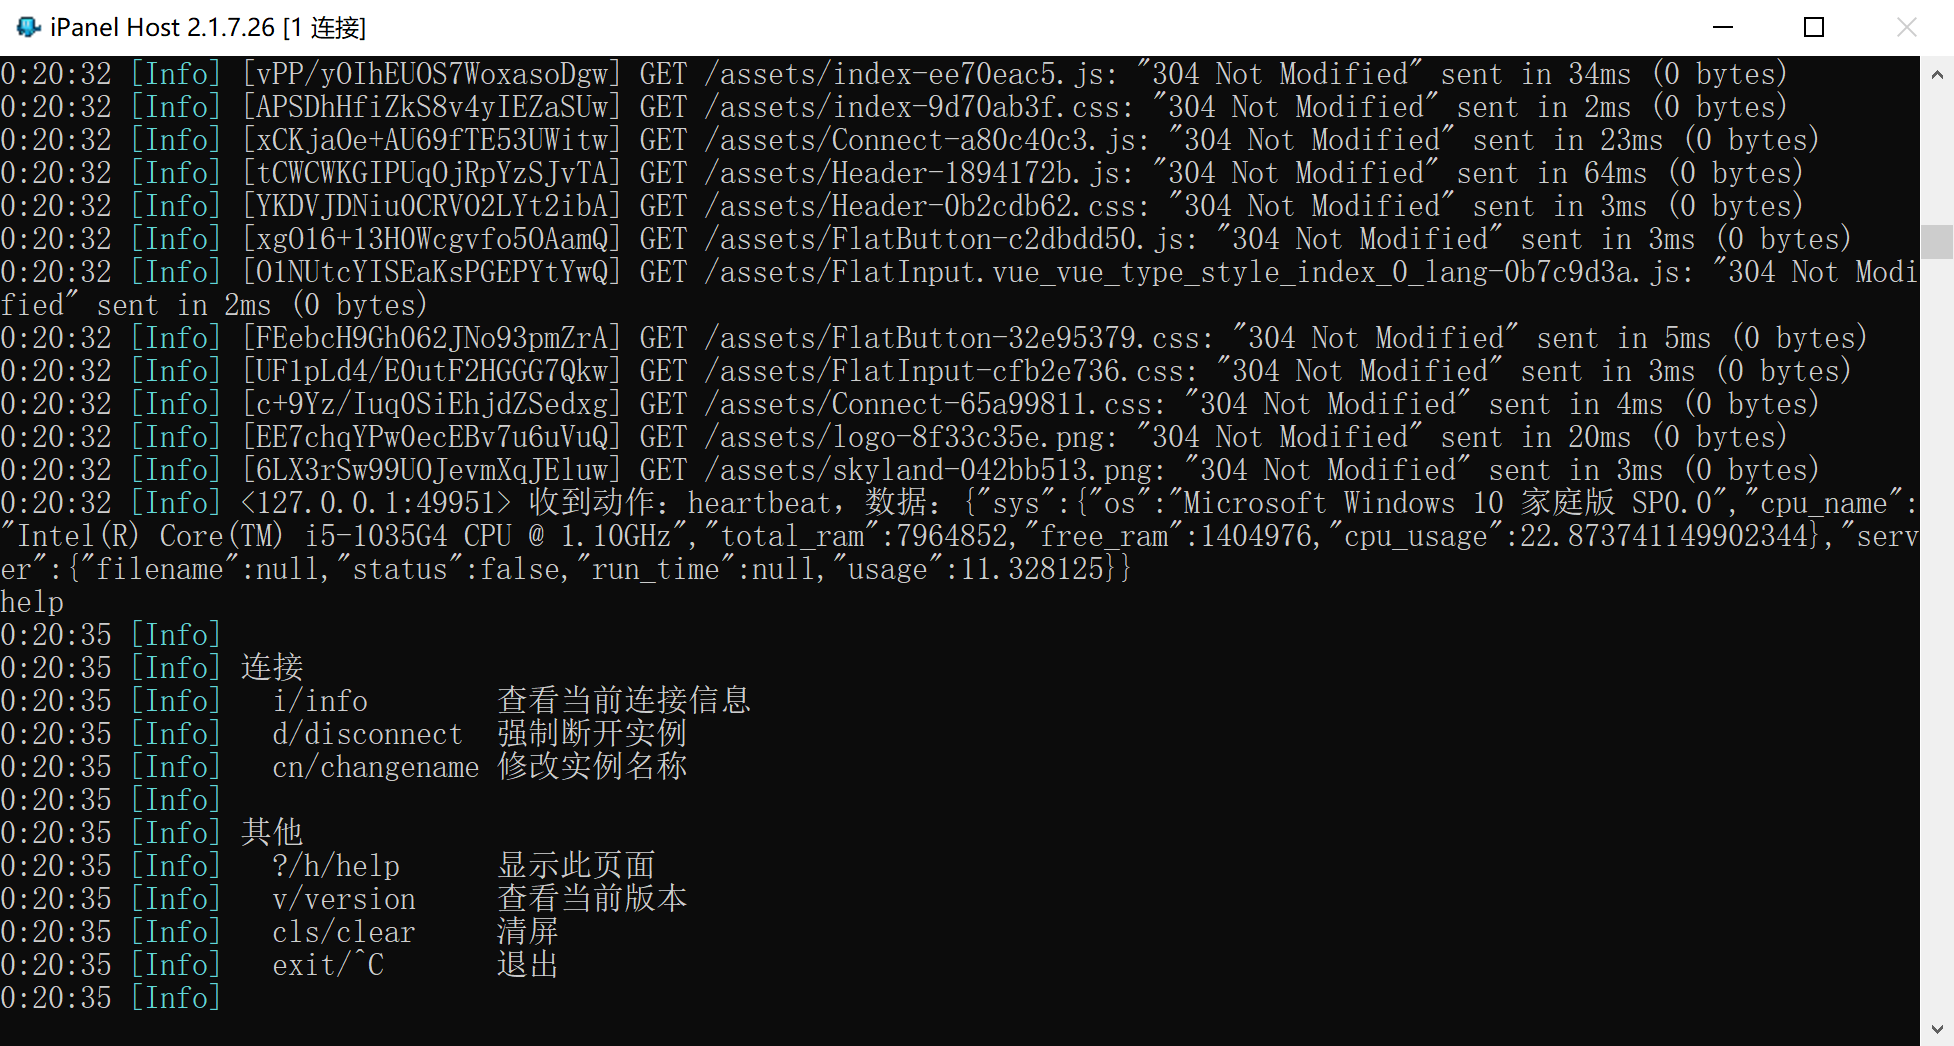 iPanel Host 2.1.7.26 [1 连接]
0:20:32 [Info] [vPP/yOIhEUOS7WoxasoDgw] GET /assets/index-ee70eac5.js: "304 Not Modified" sent in 34ms (0 bytes)
0:20:32 [Info] [APSDhHfiZkS8v4yIEZaSUw] GET /assets/index-9d70ab3f.css: "304 Not Modified" sent in 2ms (0 bytes)
0:20:32 [Info] [xCKjaOe+AU69fTE53UWitw] GET /assets/Connect-a80c40c3.js: "304 Not Modified" sent in 23ms (0 bytes)
0:20:32 [Info] [tCWCWKGIPUqOjRpYzSJvTA] GET /assets/Header-1894172b.js: "304 Not Modified" sent in 64ms (0 bytes)
0:20:32 [Info] [YKDVJDNiu0CRVO2LYt2ibA] GET /assets/Header-0b2cdb62.css: "304 Not Modified" sent in 3ms (0 bytes)
0:20:32 [Info] [xgO16+13H0Wcgvfo5OAamQ] GET /assets/FlatButton-c2dbdd50.js: "304 Not Modified" sent in 3ms (0 bytes)
0:20:32 [Info] [O1NUtcYISEaKsPGEPYtYwQ] GET /assets/FlatInput.vue_vue_type_style_index_0_lang-0b7c9d3a.js: "304 Not Modi
fied" sent in 2ms (0 bytes)
0:20:32 [Info] [FEebcH9Gh062JNo93pmZrA] GET /assets/FlatButton-32e95379.css: "304 Not Modified" sent in 5ms (0 bytes)
0:20:32 [Info] [UF1pLd4/E0utF2HGGG7Qkw] GET /assets/FlatInput-cfb2e736.css: "304 Not Modified" sent in 3ms (0 bytes)
0:20:32 [Info] [c+9Yz/Iuq0SiEhjdZSedxg] GET /assets/Connect-65a99811.css: "304 Not Modified" sent in 4ms (0 bytes)
0:20:32 [Info] [EE7chqYPw0ecEBv7u6uVuQ] GET /assets/logo-8f33c35e.png: "304 Not Modified" sent in 20ms (0 bytes)
0:20:32 [Info] [6LX3rSw99UOJevmXqJEluw] GET /assets/skyland-042bb513.png: "304 Not Modified" sent in 3ms (0 bytes)
0:20:32 [Info] <127.0.0.1:49951> 收到动作：heartbeat，数据：{"sys":{"os":"Microsoft Windows 10 家庭版 SP0.0","cpu_name":
"Intel(R) Core(TM) i5-1035G4 CPU @ 1.10GHz","total_ram":7964852,"free_ram":1404976,"cpu_usage":22.873741149902344},"serv
er":{"filename":null,"status":false,"run_time":null,"usage":11.328125}}
help
0:20:35 [Info]
0:20:35 [Info] 连接
0:20:35 [Info]   i/info        查看当前连接信息
0:20:35 [Info]   d/disconnect  强制断开实例
0:20:35 [Info]   cn/changename 修改实例名称
0:20:35 [Info]
0:20:35 [Info] 其他
0:20:35 [Info]   ?/h/help      显示此页面
0:20:35 [Info]   v/version     查看当前版本
0:20:35 [Info]   cls/clear     清屏
0:20:35 [Info]   exit/^C       退出
0:20:35 [Info]